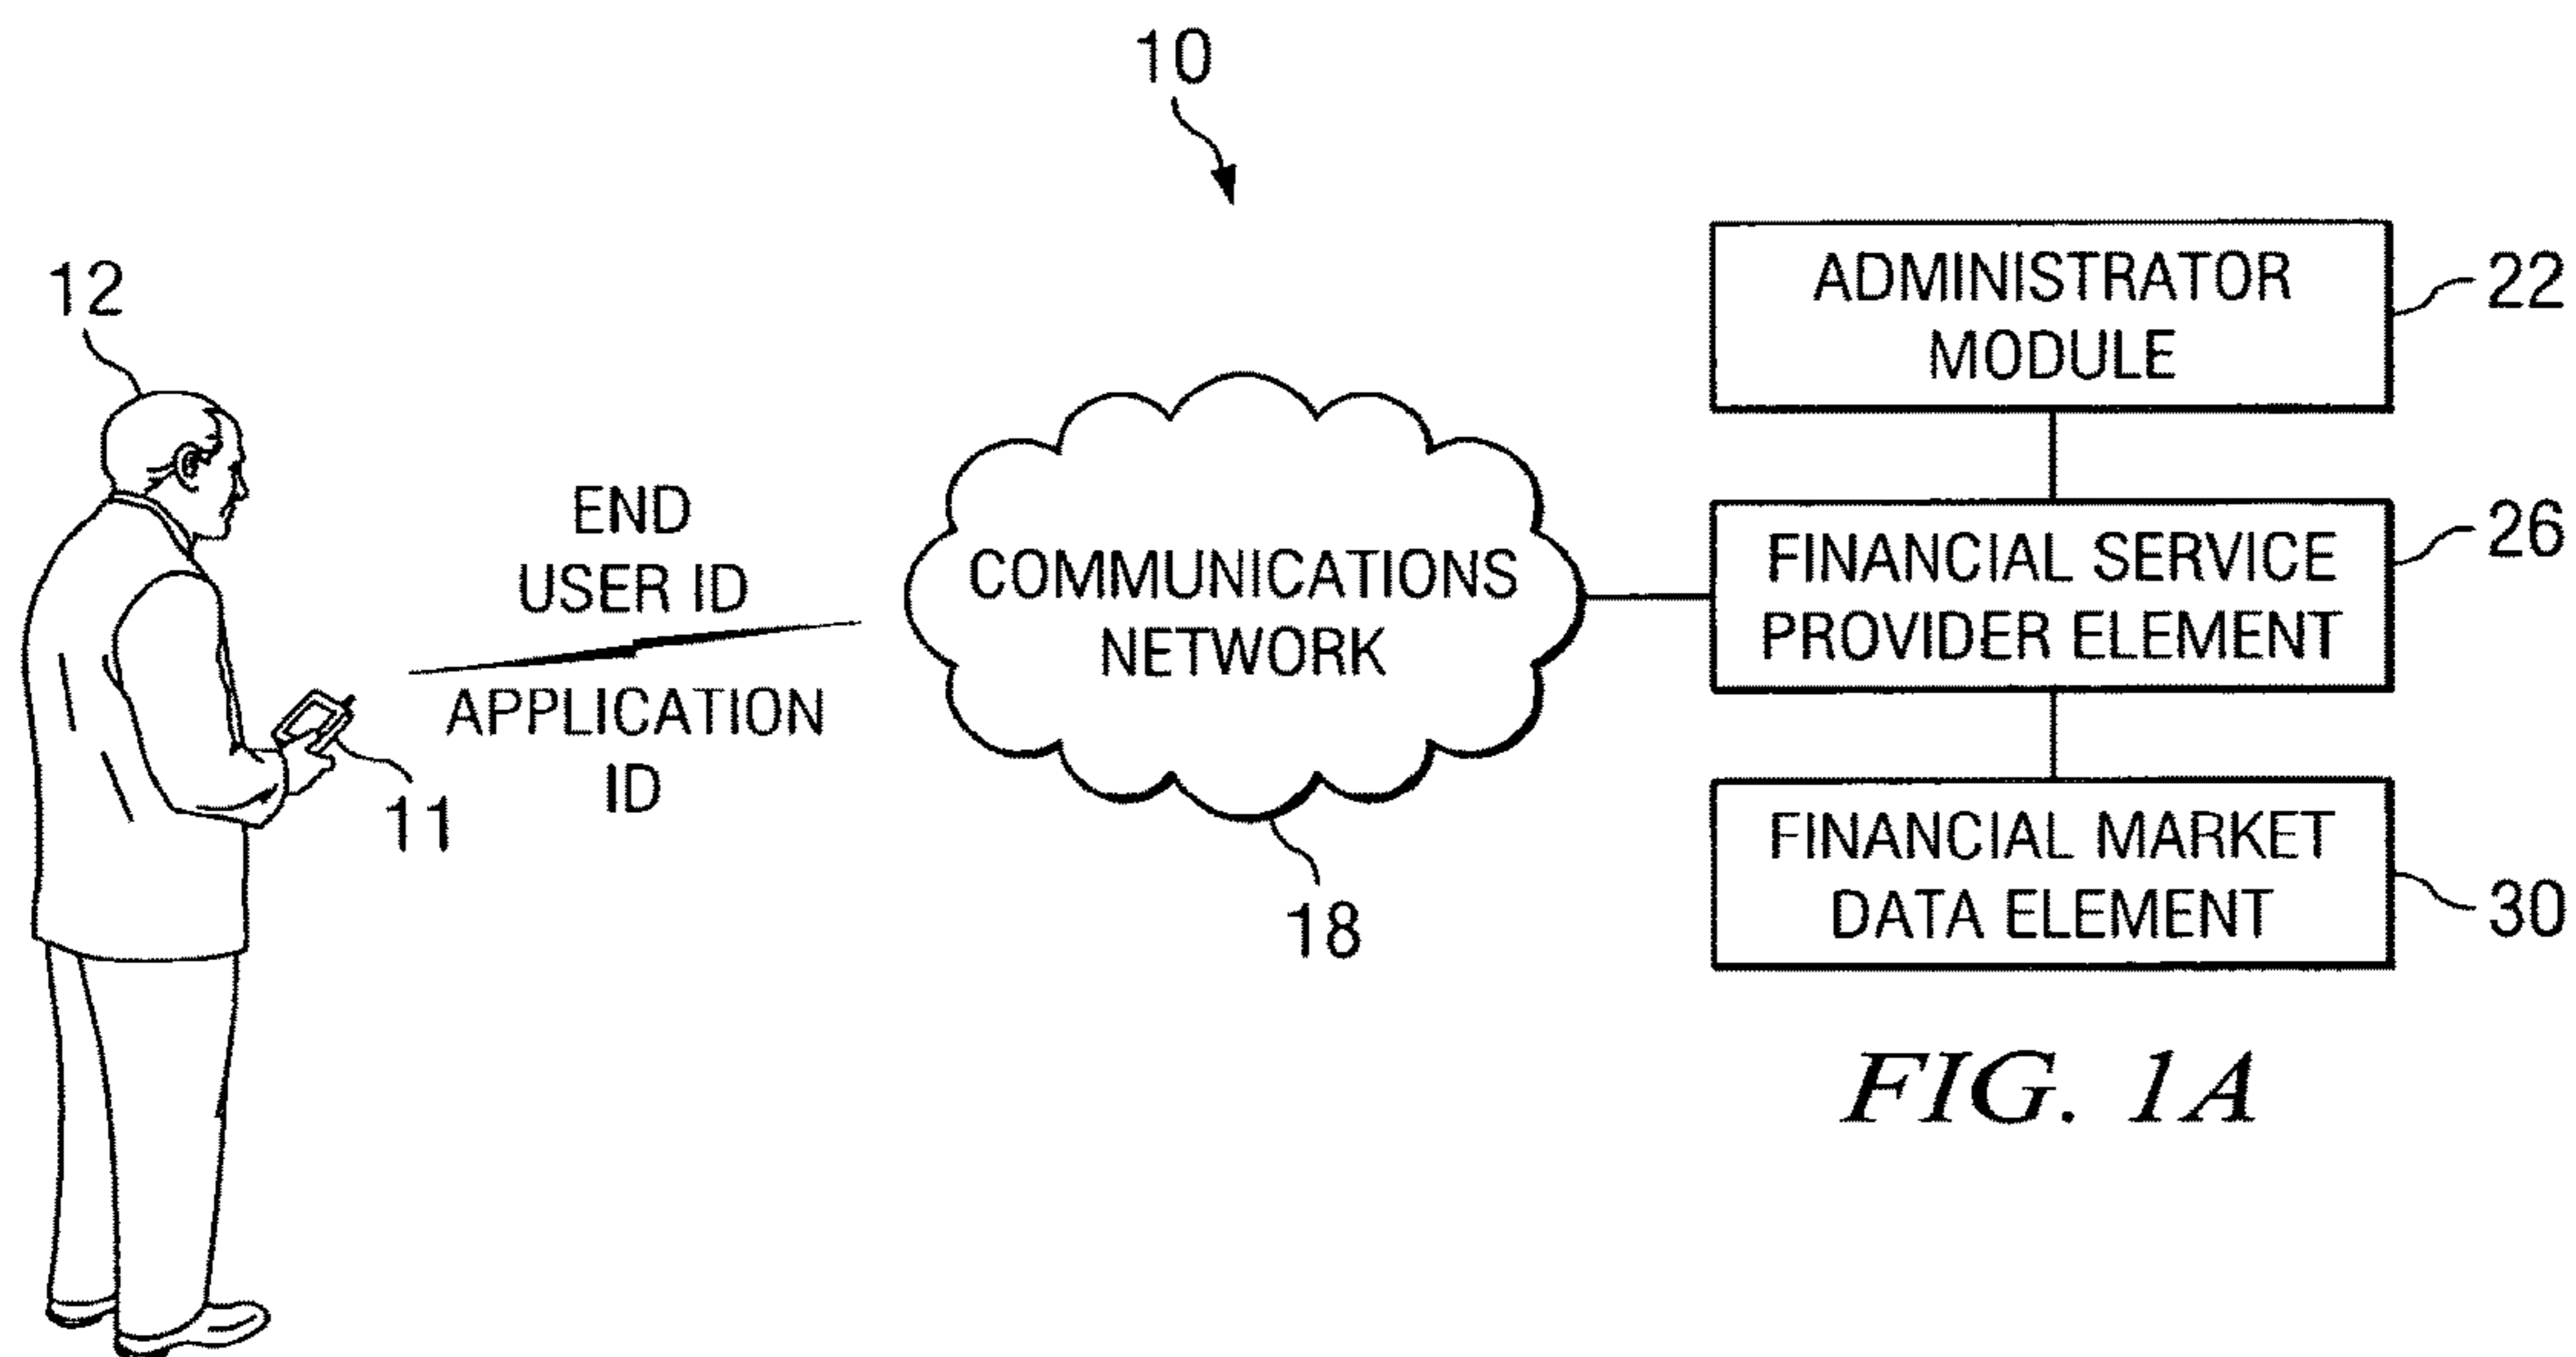 10
12
END
USER ID
APPLICATION
ID
11
COMMUNICATIONS
NETWORK
18
ADMINISTRATOR
MODULE
22
FINANCIAL SERVICE
PROVIDER ELEMENT
26
FINANCIAL MARKET
DATA ELEMENT
30
FIG. 1A